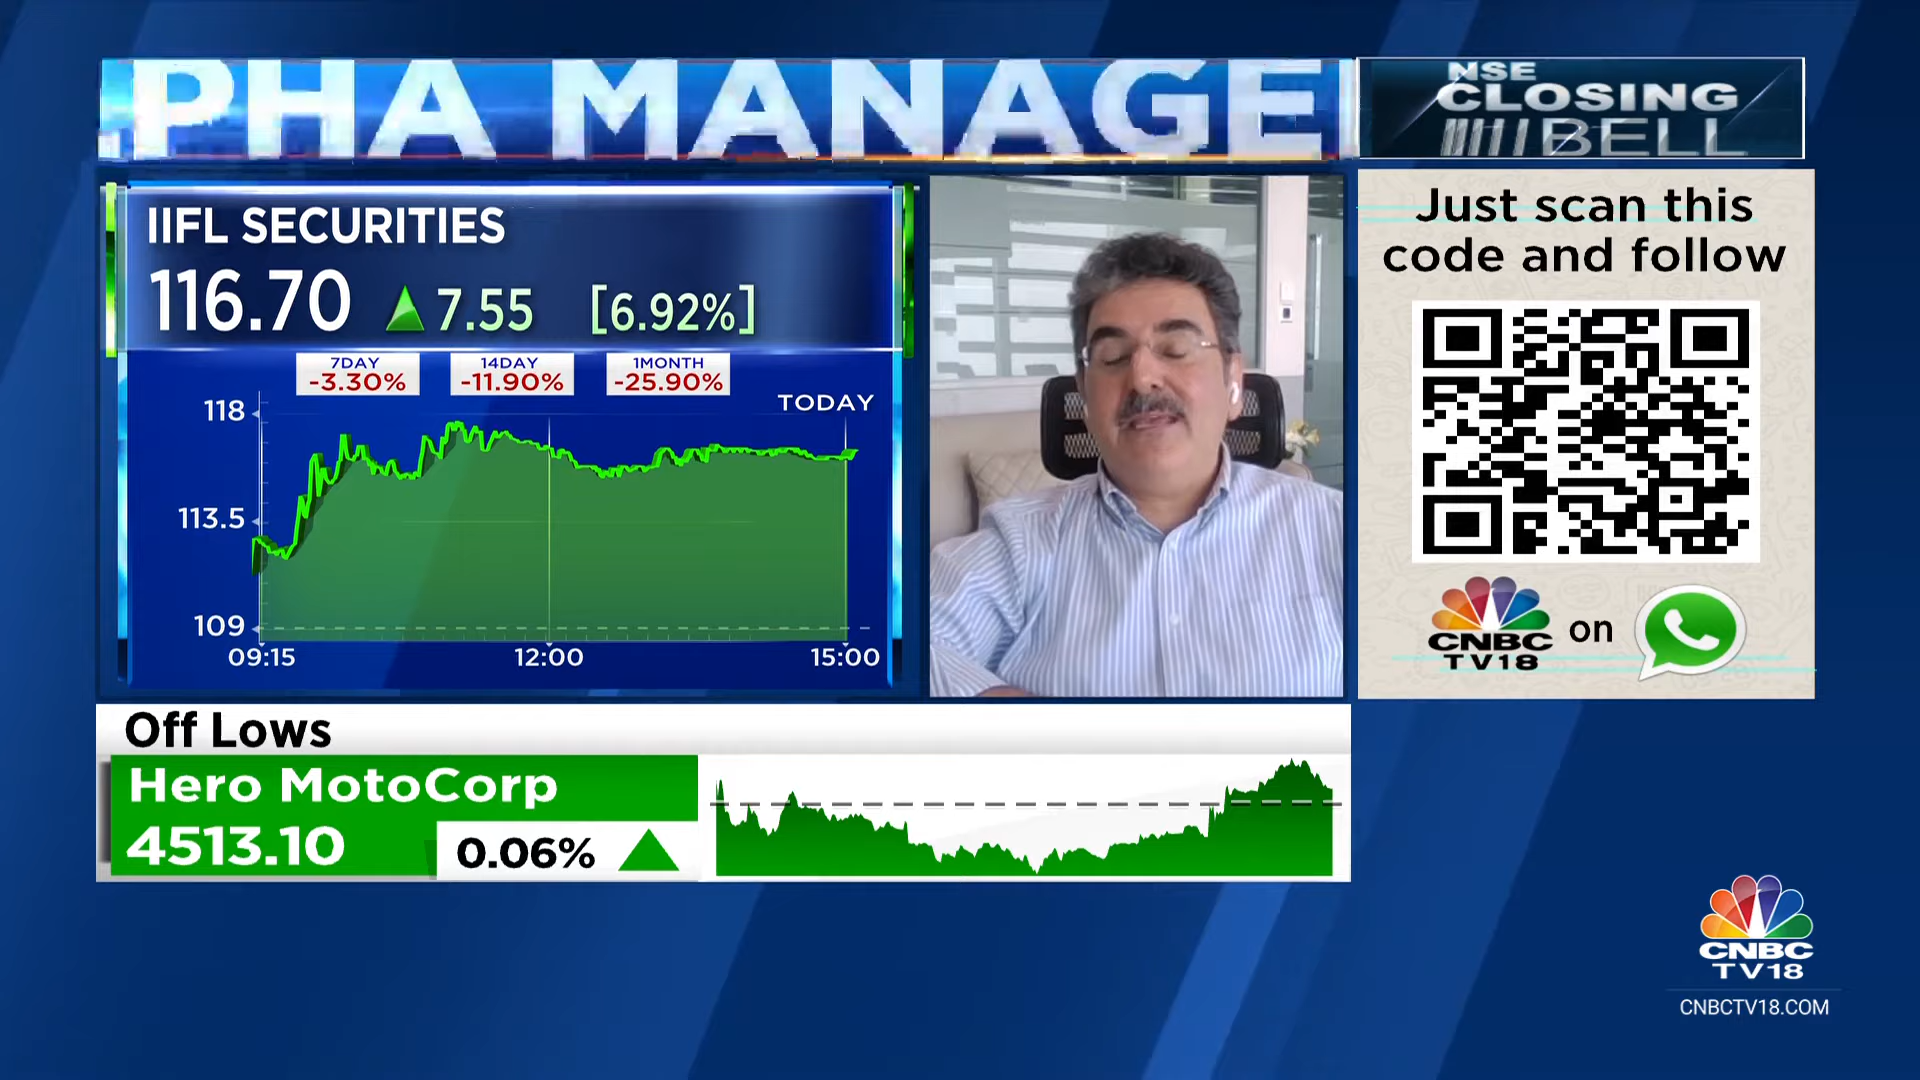 PHA MANAGE
NSE
CLOSING
BELL
IIFL SECURITIES
116.70 7.55 [6.92%]
7DAY
-3.30%
14DAY
-11.90%
1MONTH
-25.90%
TODAY
118
113.5
109
09:15 12:00 15:00
Just scan this
code and follow
CNBC
TV18
on
Off Lows
Hero MotoCorp
4513.10
0.06%
CNBC
TV18
CNBCTV18.COM